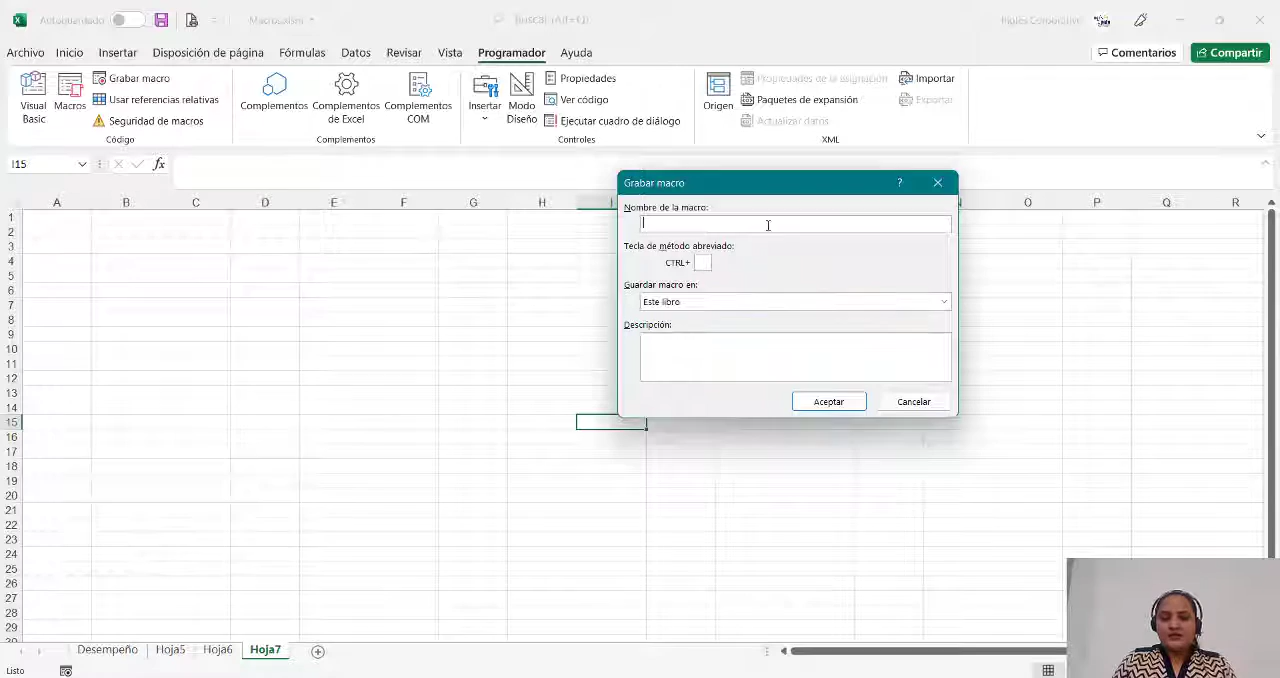 Autoguardado
Macros.xlsm
Buscar (Alt+Q)
Archivo Inicio Insertar Disposición de página Fórmulas Datos Revisar Vista Programador Ayuda
Comentarios Compartir
Visual Basic
Macros
Grabar macro
Usar referencias relativas
Seguridad de macros
Código
Complementos
Complementos de Excel
Complementos COM
Complementos
Insertar
Modo Diseño
Propiedades
Ver código
Ejecutar cuadro de diálogo
Controles
Origen
Propiedades de la asignación
Paquetes de expansión
Actualizar datos
Importar
Exportar
XML
I15
fx
A B C D E F G H I N O P Q R
1
2
3
4
5
6
7
8
9
10
11
12
13
14
15
16
17
18
19
20
21
22
23
24
25
26
27
28
29
Grabar macro ?
Nombre de la macro:
Tecla de método abreviado:
CTRL+
Guardar macro en:
Este libro
Descripción:
Aceptar Cancelar
Desempeño Hoja5 Hoja6 Hoja7
Listo